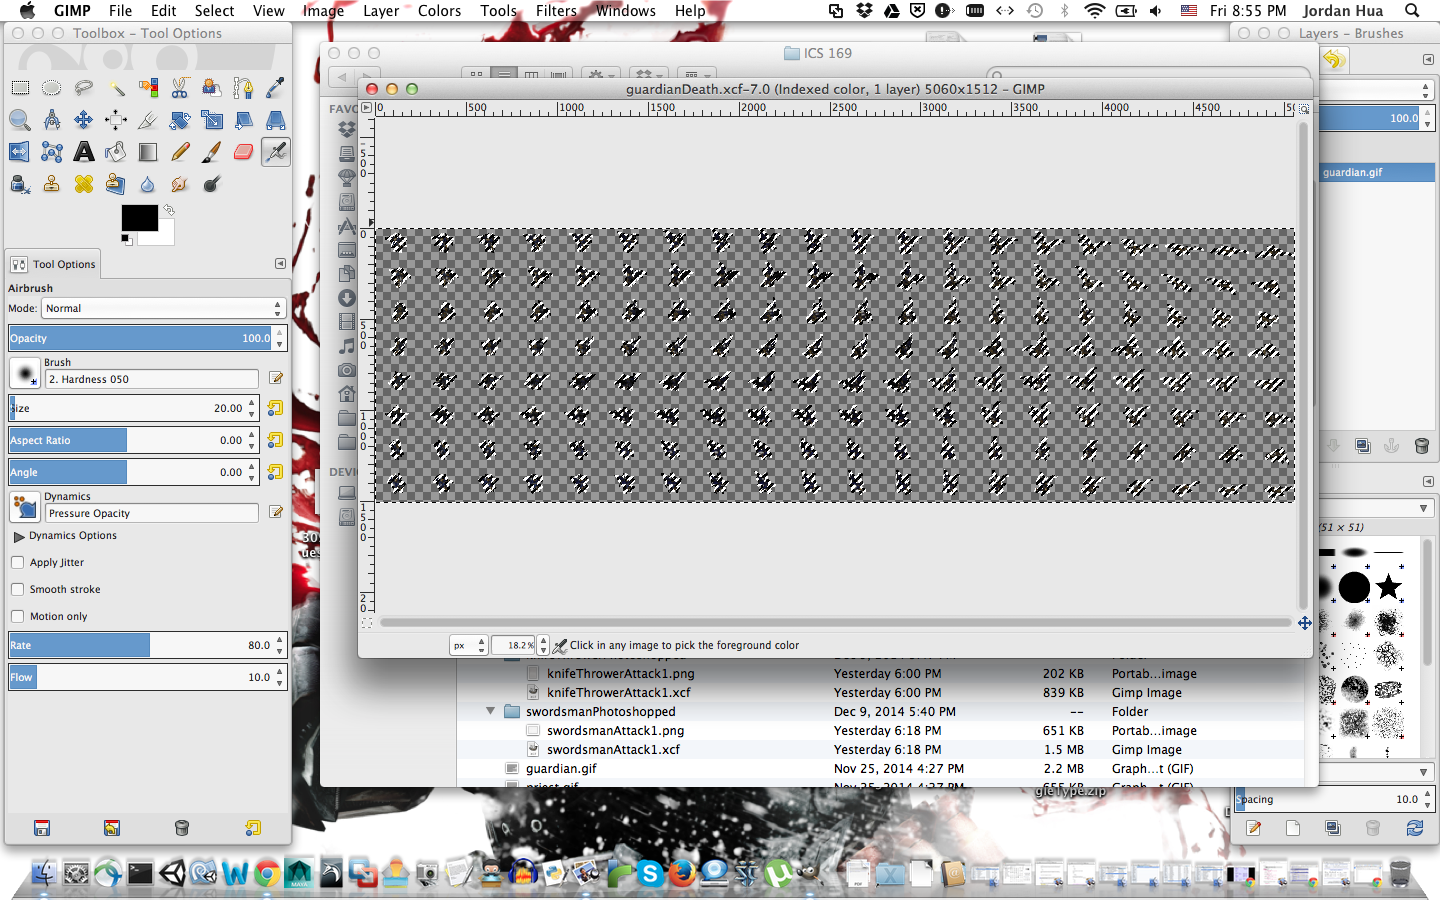 GIMP File Edit Select View Image Layer Colors Tools Filters Windows Help Fri 8:55 PM Jordan Hua
Toolbox – Tool Options
ICS 169
Layers – Brushes
guardianDeath.xcf-7.0 (Indexed color, 1 layer) 5060x1512 – GIMP
0 500 1000 1500 2000 2500 3000 3500 4000 4500
100.0
guardian.gif
Tool Options
Airbrush
Mode: Normal
Opacity 100.0
Brush
2. Hardness 050
Size 20.00
Aspect Ratio 0.00
Angle 0.00
Dynamics
Pressure Opacity
Dynamics Options
Apply Jitter
Smooth stroke
Motion only
Rate 80.0
Flow 10.0
px 18.2% Click in any image to pick the foreground color
knifeThrowerAttack1.png Yesterday 6:00 PM 202 KB Portab...image
knifeThrowerAttack1.xcf Yesterday 6:00 PM 839 KB Gimp Image
swordsmanPhotoshopped Dec 9, 2014 5:40 PM -- Folder
swordsmanAttack1.png Yesterday 6:18 PM 651 KB Portab...image
swordsmanAttack1.xcf Yesterday 6:18 PM 1.5 MB Gimp Image
guardian.gif Nov 25, 2014 4:27 PM 2.2 MB Graph...t (GIF)
(51 × 51)
Spacing 10.0